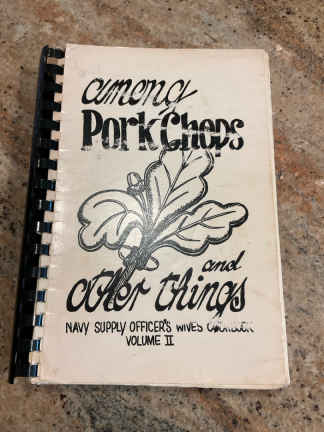 among
Pork Chops
and
other things
NAVY SUPPLY OFFICER'S WIVES COOKBOOK
VOLUME II